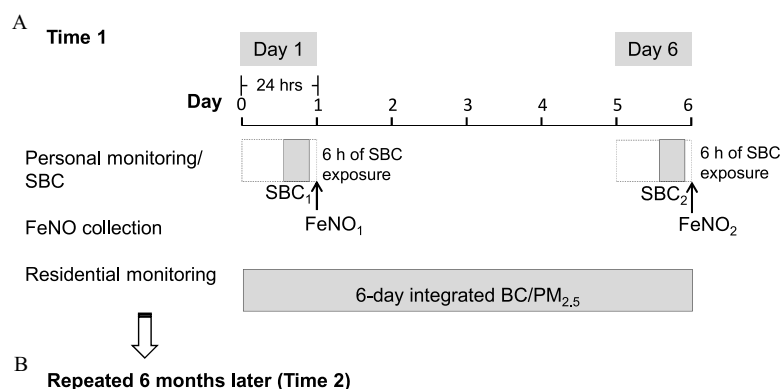 A
Time 1
Day 1 Day 6
24 hrs
Day
0 1 2 3 4 5 6
Personal monitoring/
SBC
6 h of SBC
exposure
6 h of SBC
exposure
SBC₁ SBC₂
FeNO₁ FeNO₂
FeNO collection
Residential monitoring
6-day integrated BC/PM₂.₅
B
Repeated 6 months later (Time 2)